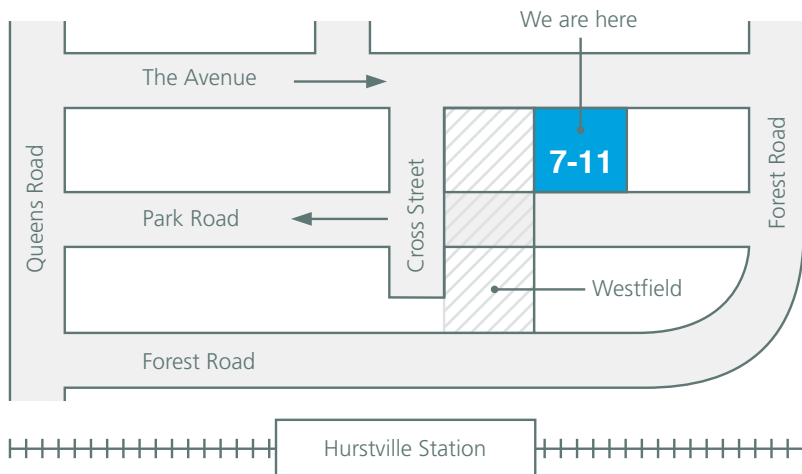 We are here
The Avenue
7-11
Queens Road
Cross Street
Forest Road
Park Road
Westfield
Forest Road
Hurstville Station